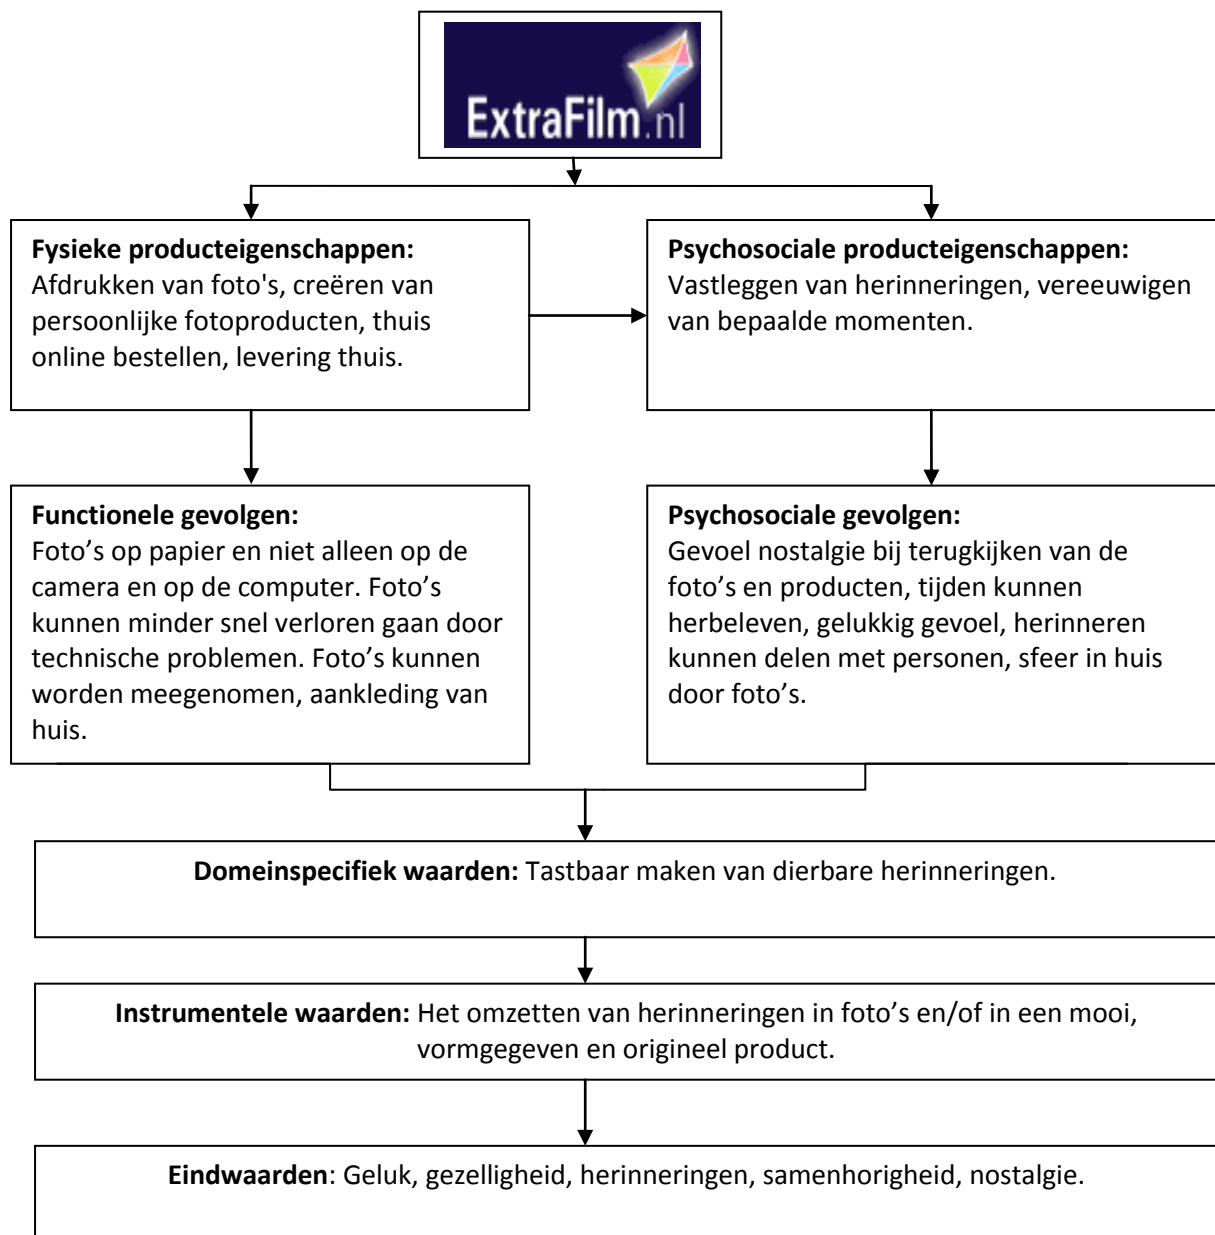 ExtraFilm.nl
Fysieke producteigenschappen:
Afdrukken van foto's, creëren van
persoonlijke fotoproducten, thuis
online bestellen, levering thuis.
Psychosociale producteigenschappen:
Vastleggen van herinneringen, vereeuwigen
van bepaalde momenten.
Functionele gevolgen:
Foto’s op papier en niet alleen op de
camera en op de computer. Foto’s
kunnen minder snel verloren gaan door
technische problemen. Foto’s kunnen
worden meegenomen, aankleding van
huis.
Psychosociale gevolgen:
Gevoel nostalgie bij terugkijken van de
foto’s en producten, tijden kunnen
herbeleven, gelukkig gevoel, herinneren
kunnen delen met personen, sfeer in huis
door foto’s.
Domeinspecifiek waarden: Tastbaar maken van dierbare herinneringen.
Instrumentele waarden: Het omzetten van herinneringen in foto’s en/of in een mooi,
vormgegeven en origineel product.
Eindwaarden: Geluk, gezelligheid, herinneringen, samenhorigheid, nostalgie.